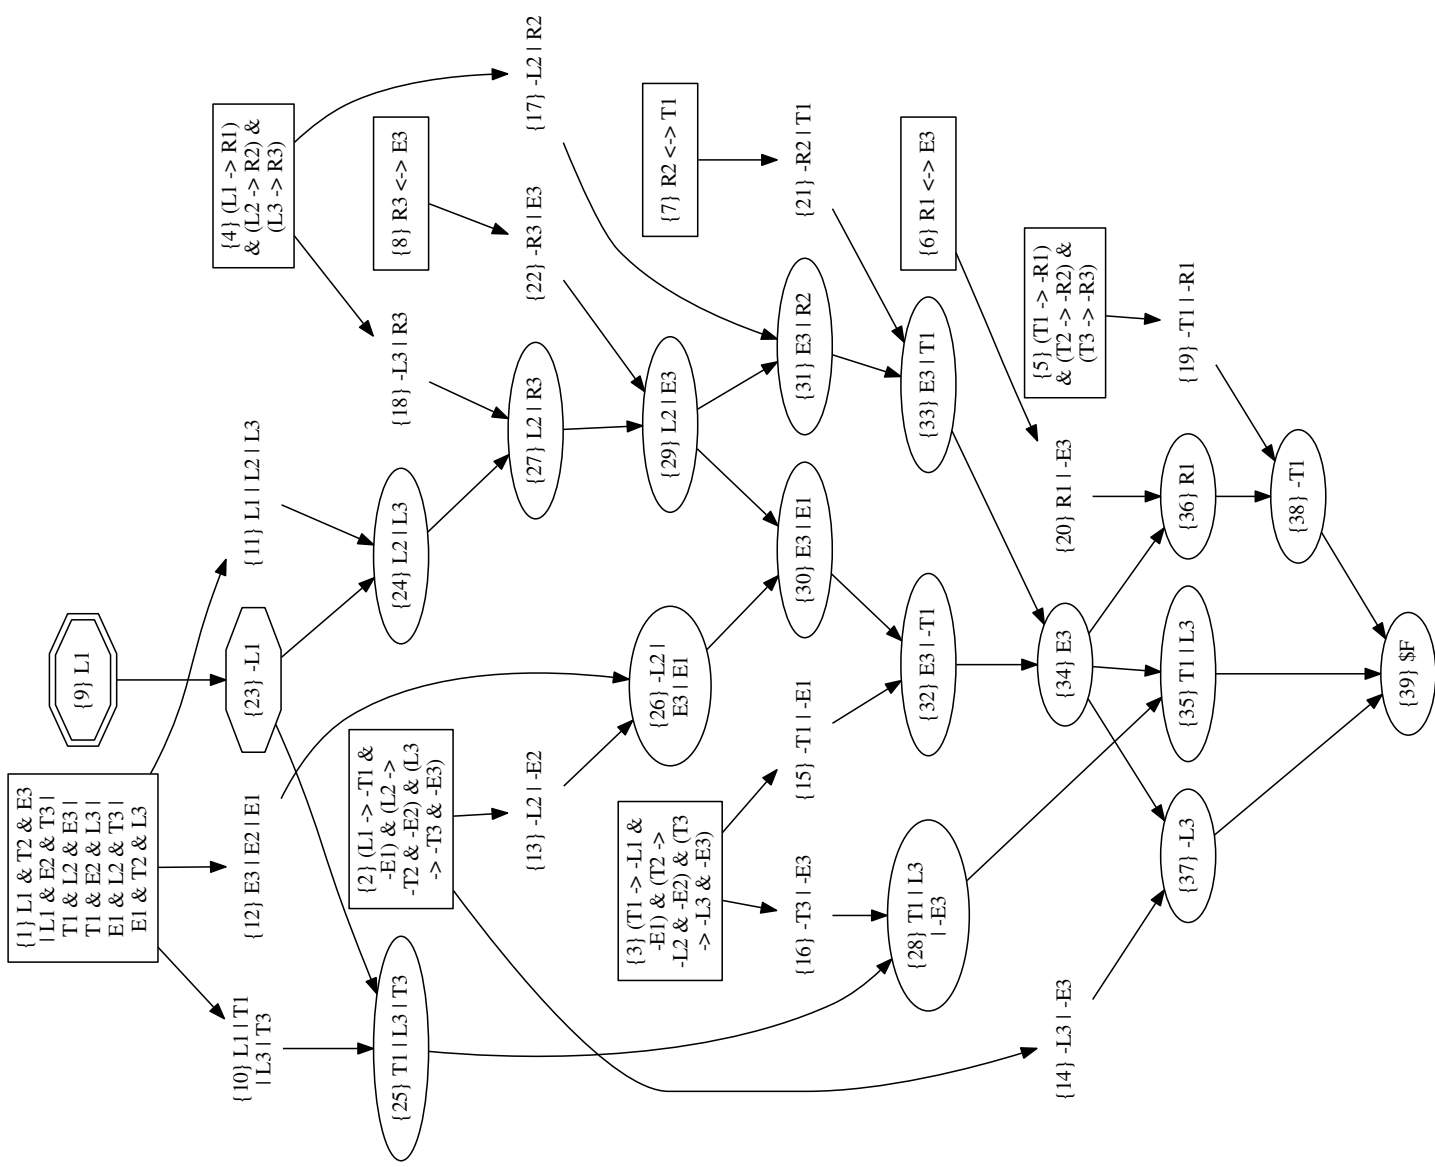 {9} L1
{1} L1 & T2 & E3
| L1 & E2 & T3 |
T1 & L2 & E3 |
T1 & E2 & L3 |
E1 & L2 & T3 |
E1 & T2 & L3
{10} L1 | T1
| L3 | T3
{12} E3 | E2 | E1
{23} -L1
{11} L1 | L2 | L3
{4} (L1 -> R1)
& (L2 -> R2) &
(L3 -> R3)
{25} T1 | L3 | T3
{2} (L1 -> -T1 &
-E1) & (L2 ->
-T2 & -E2) & (L3
-> -T3 & -E3)
{24} L2 | L3
{18} -L3 | R3
{8} R3 <-> E3
{13} -L2 | -E2
{27} L2 | R3
{22} -R3 | E3
{17} -L2 | R2
{3} (T1 -> -L1 &
-E1) & (T2 ->
-L2 & -E2) & (T3
-> -L3 & -E3)
{26} -L2 |
E3 | E1
{29} L2 | E3
{7} R2 <-> T1
{16} -T3 | -E3
{15} -T1 | -E1
{30} E3 | E1
{31} E3 | R2
{21} -R2 | T1
{28} T1 | L3
| -E3
{32} E3 | -T1
{33} E3 | T1
{6} R1 <-> E3
{14} -L3 | -E3
{34} E3
{20} R1 | -E3
{5} (T1 -> -R1)
& (T2 -> -R2) &
(T3 -> -R3)
{37} -L3
{35} T1 | L3
{36} R1
{19} -T1 | -R1
{38} -T1
{39} $F